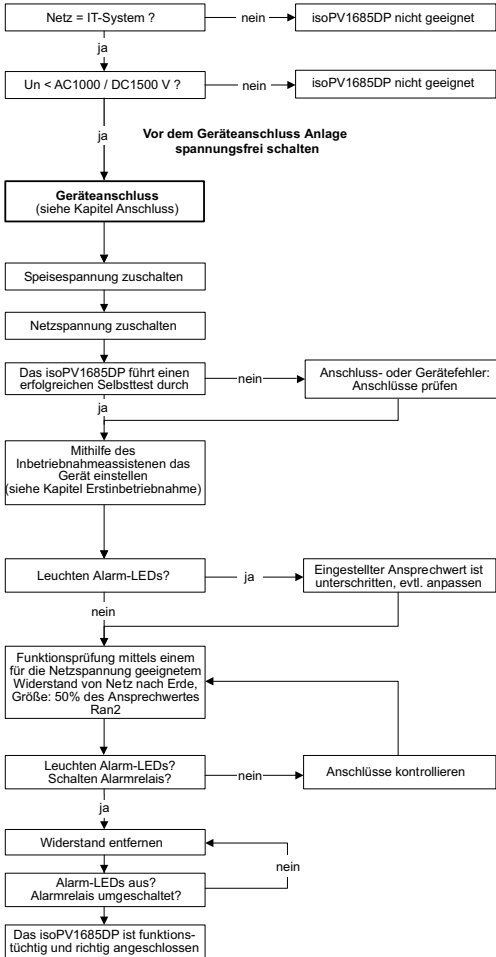 Netz = IT-System ?
nein
isoPV1685DP nicht geeignet
ja
Un < AC1000 / DC1500 V ?
nein
isoPV1685DP nicht geeignet
ja
Vor dem Geräteanschluss Anlage
spannungsfrei schalten
Geräteanschluss
(siehe Kapitel Anschluss)
Speisespannung zuschalten
Netzspannung zuschalten
Das isoPV1685DP führt einen
erfolgreichen Selbsttest durch
nein
Anschluss- oder Gerätefehler:
Anschlüsse prüfen
ja
Mithilfe des
Inbetriebnahmeassistenen das
Gerät einstellen
(siehe Kapitel Erstinbetriebnahme)
Leuchten Alarm-LEDs?
ja
Eingestellter Ansprechwert ist
unterschritten, evtl. anpassen
nein
Funktionsprüfung mittels einem
für die Netzspannung geeignetem
Widerstand von Netz nach Erde,
Größe: 50% des Ansprechwertes
Ran2
Leuchten Alarm-LEDs?
Schalten Alarmrelais?
nein
Anschlüsse kontrollieren
ja
Widerstand entfernen
nein
Alarm-LEDs aus?
Alarmrelais umgeschaltet?
Das isoPV1685DP ist funktions-
tüchtig und richtig angeschlossen